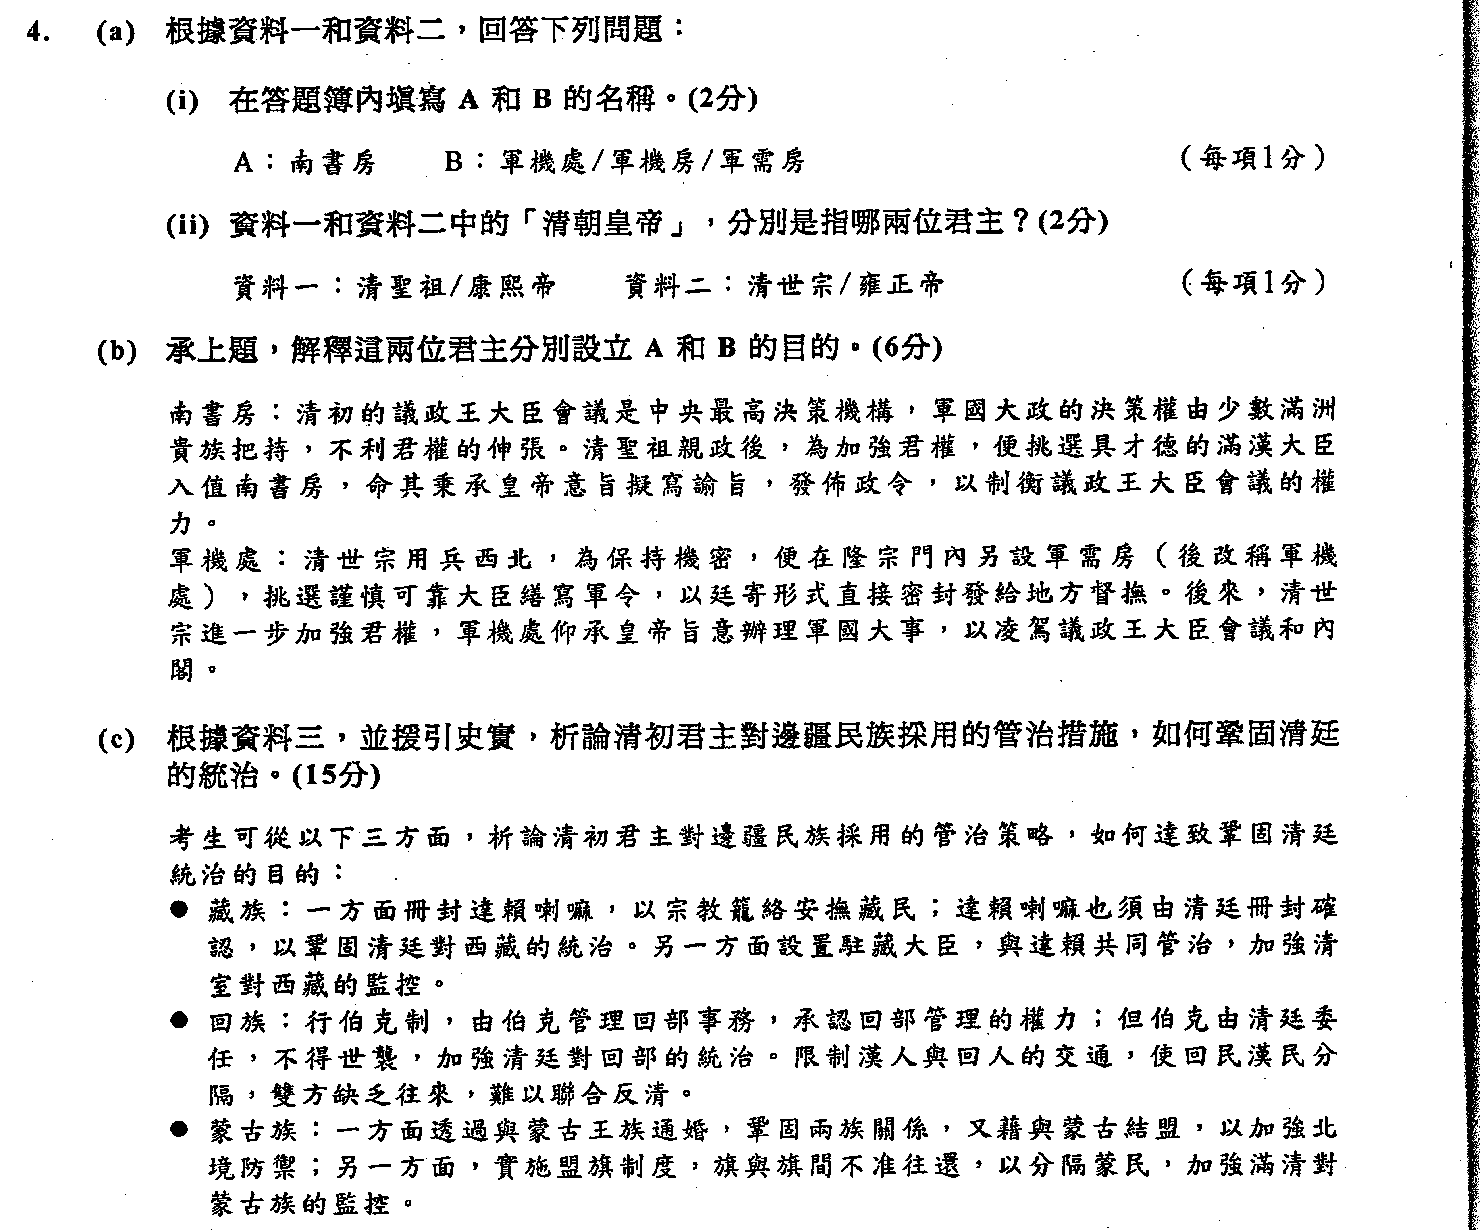 4. (a) 根據資料一和資料二，回答下列問題：
(i) 在答題簿內填寫 A 和 B 的名稱。(2分)
A：南書房 B：軍機處/軍機房/軍需房 （每項1分）
(ii) 資料一和資料二中的「清朝皇帝」，分別是指哪兩位君主？(2分)
資料一：清聖祖/康熙帝 資料二：清世宗/雍正帝 （每項1分）
(b) 承上題，解釋這兩位君主分別設立 A 和 B 的目的。(6分)
南書房：清初的議政王大臣會議是中央最高決策機構，軍國大政的決策權由少數滿洲
貴族把持，不利君權的伸張。清聖祖親政後，為加強君權，便挑選具才德的滿漢大臣
入值南書房，命其秉承皇帝意旨擬寫諭旨，發佈政令，以制衡議政王大臣會議的權
力。
軍機處：清世宗用兵西北，為保持機密，便在隆宗門內另設軍需房（後改稱軍機
處），挑選謹慎可靠大臣繕寫軍令，以廷寄形式直接密封發給地方督撫。後來，清世
宗進一步加強君權，軍機處仰承皇帝旨意辦理軍國大事，以凌駕議政王大臣會議和內
閣。
(c) 根據資料三，並援引史實，析論清初君主對邊疆民族採用的管治措施，如何鞏固清廷
的統治。(15分)
考生可從以下三方面，析論清初君主對邊疆民族採用的管治策略，如何達致鞏固清廷
統治的目的：
● 藏族：一方面冊封達賴喇嘛，以宗教籠絡安撫藏民；達賴喇嘛也須由清廷冊封確
認，以鞏固清廷對西藏的統治。另一方面設置駐藏大臣，與達賴共同管治，加強清
室對西藏的監控。
● 回族：行伯克制，由伯克管理回部事務，承認回部管理的權力；但伯克由清廷委
任，不得世襲，加強清廷對回部的統治。限制漢人與回人的交通，使回民漢民分
隔，雙方缺乏往來，難以聯合反清。
● 蒙古族：一方面透過與蒙古王族通婚，鞏固兩族關係，又藉與蒙古結盟，以加強北
境防禦；另一方面，實施盟旗制度，旗與旗間不准往還，以分隔蒙民，加強滿清對
蒙古族的監控。